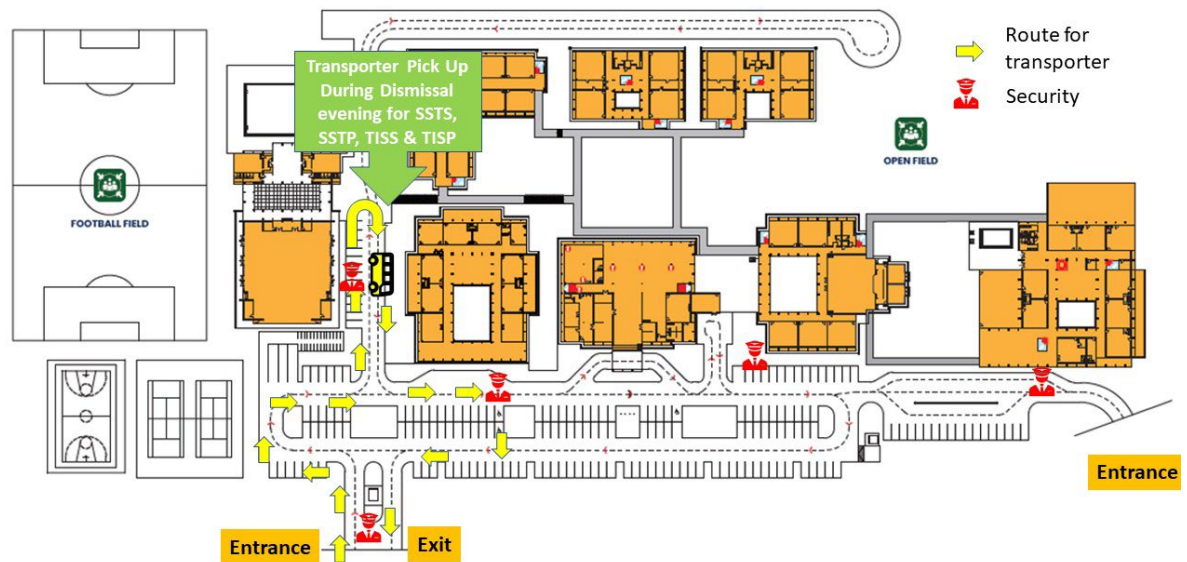 Transporter Pick Up
During Dismissal
evening for SSTS,
SSTP, TISS & TISP
Route for
transporter
Security
OPEN FIELD
FOOTBALL FIELD
Entrance
Entrance
Exit